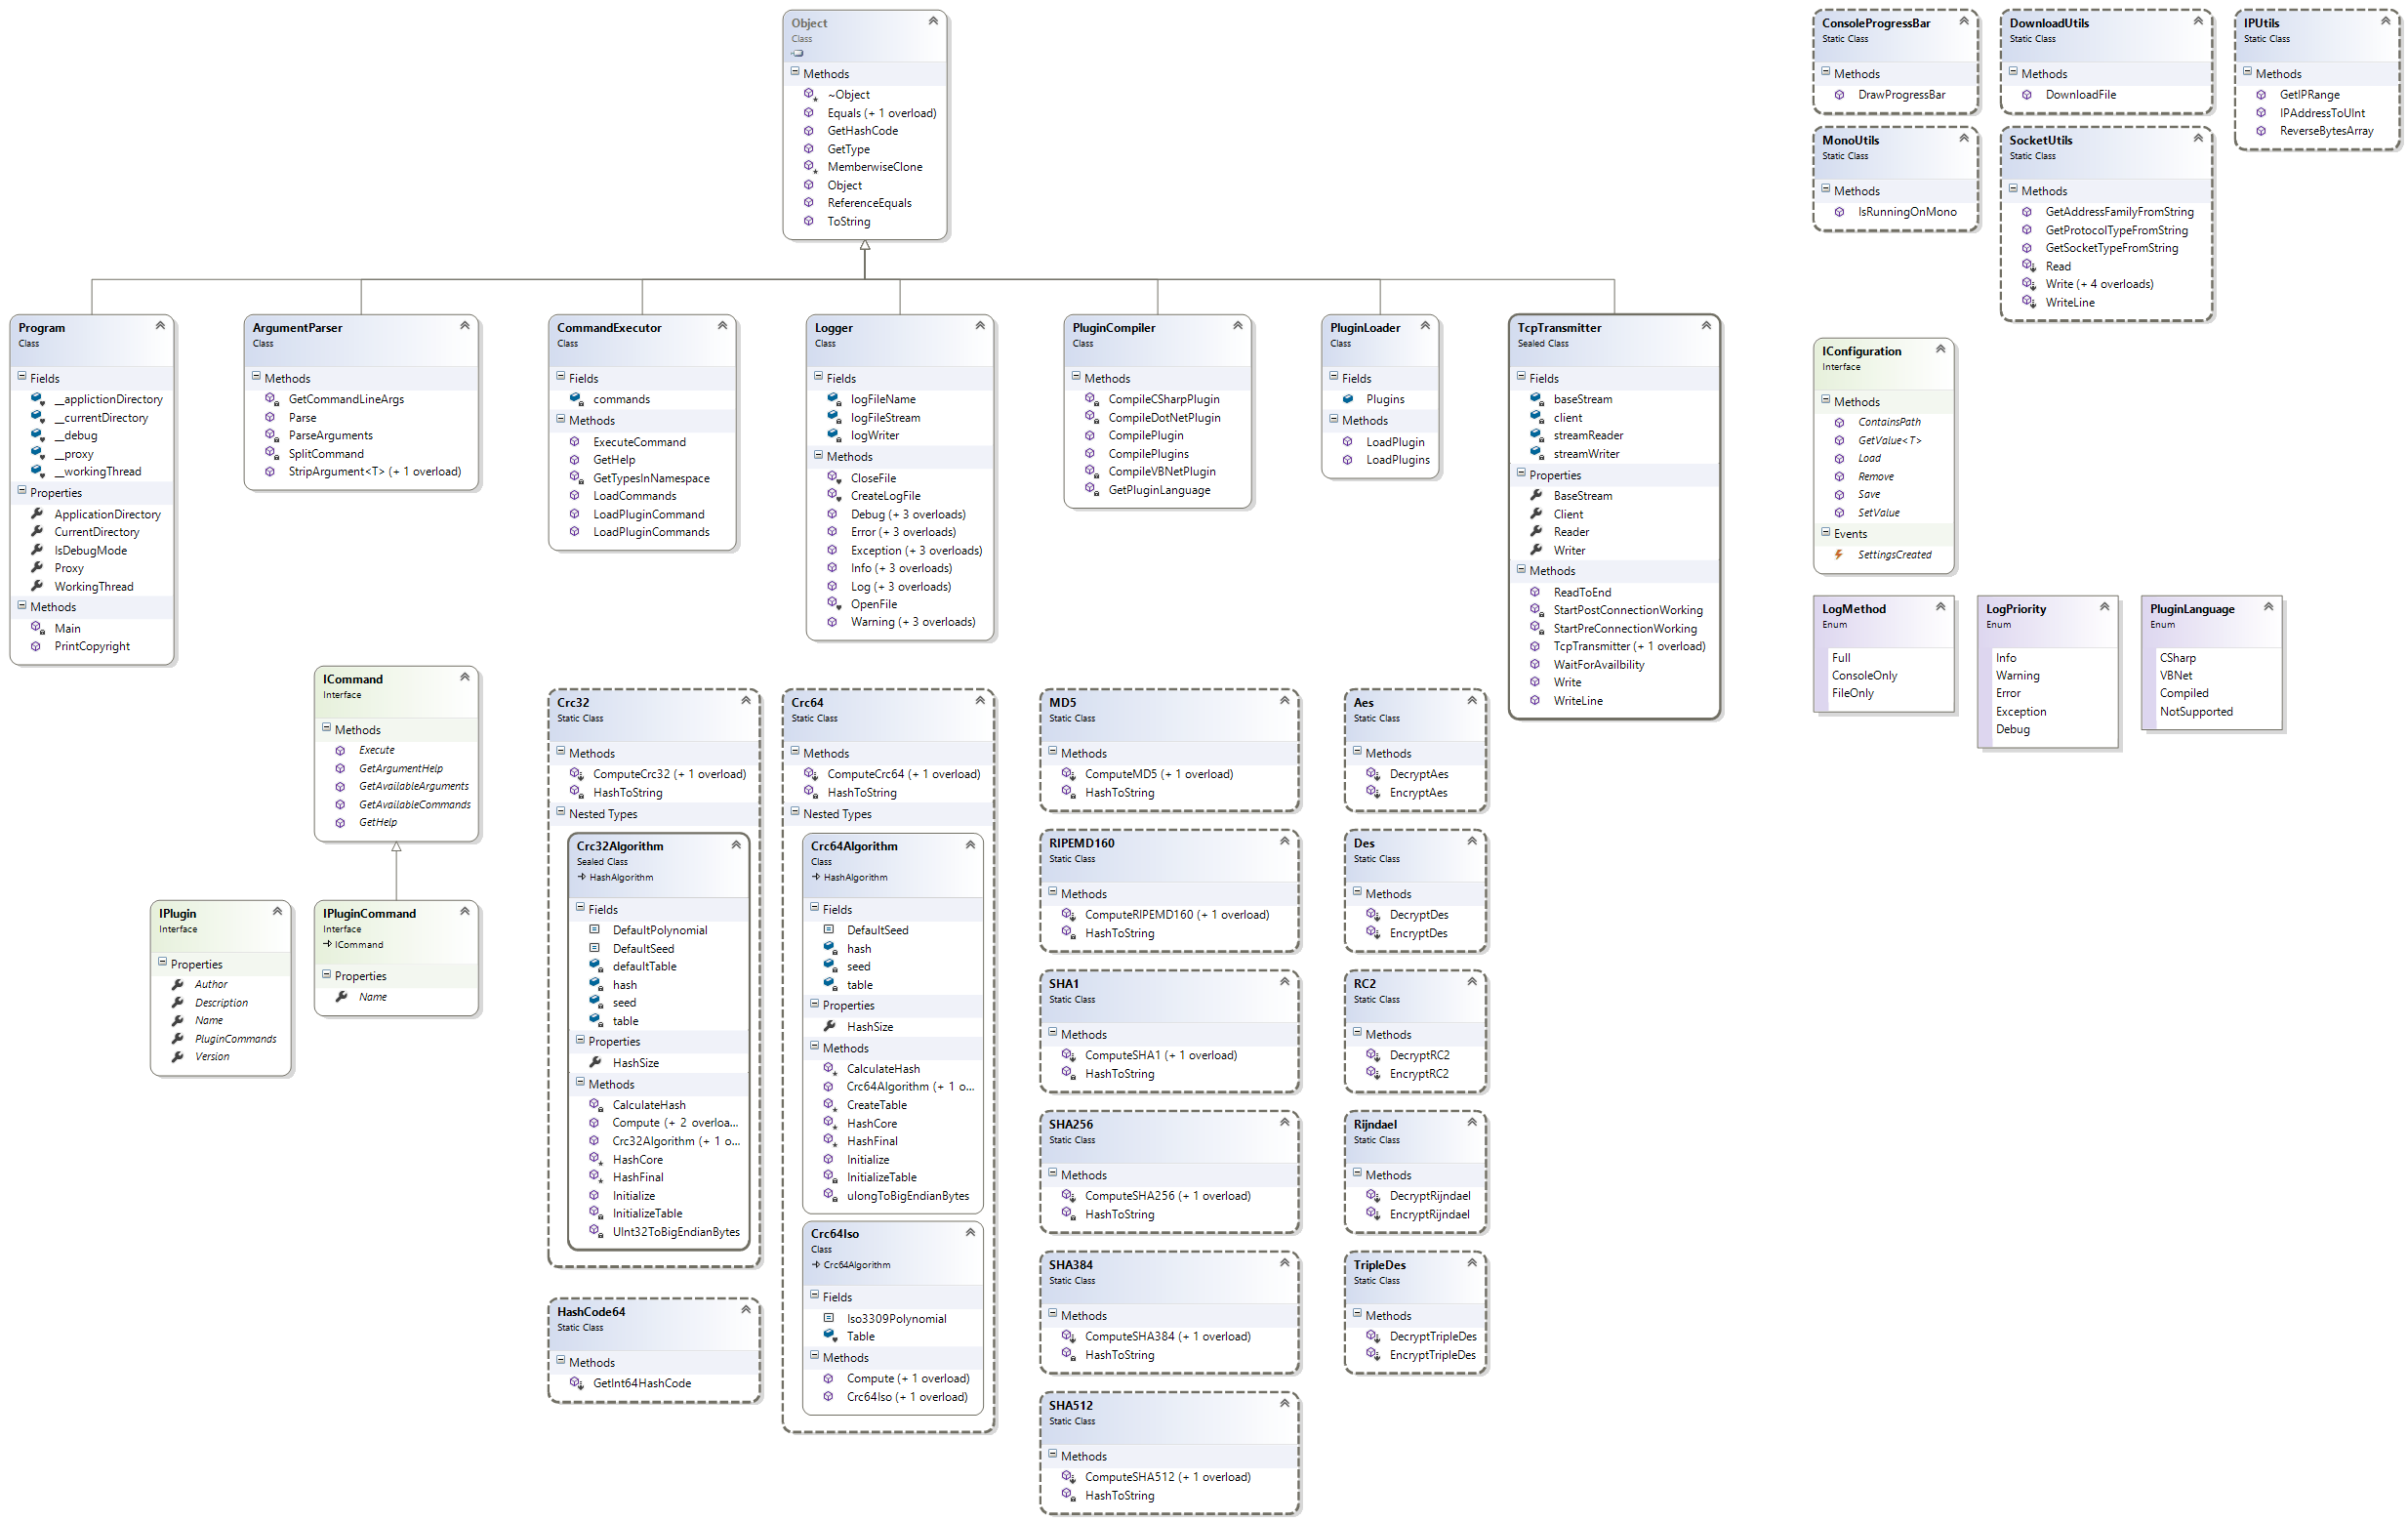 Object
Class
Methods
~Object
Equals (+ 1 overload)
GetHashCode
GetType
MemberwiseClone
Object
ReferenceEquals
ToString
ConsoleProgressBar
Static Class
Methods
DrawProgressBar
DownloadUtils
Static Class
Methods
DownloadFile
IPUtils
Static Class
Methods
GetIPRange
IPAddressToUInt
ReverseBytesArray
MonoUtils
Static Class
Methods
IsRunningOnMono
SocketUtils
Static Class
Methods
GetAddressFamilyFromString
GetProtocolTypeFromString
GetSocketTypeFromString
Read
Write (+ 4 overloads)
WriteLine
Program
Class
Fields
__applictionDirectory
__currentDirectory
__debug
__proxy
__workingThread
Properties
ApplicationDirectory
CurrentDirectory
IsDebugMode
Proxy
WorkingThread
Methods
Main
PrintCopyright
ArgumentParser
Class
Methods
GetCommandLineArgs
Parse
ParseArguments
SplitCommand
StripArgument<T> (+ 1 overload)
CommandExecutor
Class
Fields
commands
Methods
ExecuteCommand
GetHelp
GetTypesInNamespace
LoadCommands
LoadPluginCommand
LoadPluginCommands
Logger
Class
Fields
logFileName
logFileStream
logWriter
Methods
CloseFile
CreateLogFile
Debug (+ 3 overloads)
Error (+ 3 overloads)
Exception (+ 3 overloads)
Info (+ 3 overloads)
Log (+ 3 overloads)
OpenFile
Warning (+ 3 overloads)
PluginCompiler
Class
Methods
CompileCSharpPlugin
CompileDotNetPlugin
CompilePlugin
CompilePlugins
CompileVBNetPlugin
GetPluginLanguage
PluginLoader
Class
Fields
Plugins
Methods
LoadPlugin
LoadPlugins
TcpTransmitter
Sealed Class
Fields
baseStream
client
streamReader
streamWriter
Properties
BaseStream
Client
Reader
Writer
Methods
ReadToEnd
StartPostConnectionWorking
StartPreConnectionWorking
TcpTransmitter (+ 1 overload)
WaitForAvailbility
Write
WriteLine
IConfiguration
Interface
Methods
ContainsPath
GetValue<T>
Load
Remove
Save
SetValue
Events
SettingsCreated
LogMethod
Enum
Full
ConsoleOnly
FileOnly
LogPriority
Enum
Info
Warning
Error
Exception
Debug
PluginLanguage
Enum
CSharp
VBNet
Compiled
NotSupported
ICommand
Interface
Methods
Execute
GetArgumentHelp
GetAvailableArguments
GetAvailableCommands
GetHelp
IPlugin
Interface
Properties
Author
Description
Name
PluginCommands
Version
IPluginCommand
Interface
ICommand
Properties
Name
Crc32
Static Class
Methods
ComputeCrc32 (+ 1 overload)
HashToString
Nested Types
Crc32Algorithm
Sealed Class
HashAlgorithm
Fields
DefaultPolynomial
DefaultSeed
defaultTable
hash
seed
table
Properties
HashSize
Methods
CalculateHash
Compute (+ 2 overloa...
Crc32Algorithm (+ 1 o...
HashCore
HashFinal
Initialize
InitializeTable
UInt32ToBigEndianBytes
HashCode64
Static Class
Methods
GetInt64HashCode
Crc64
Static Class
Methods
ComputeCrc64 (+ 1 overload)
HashToString
Nested Types
Crc64Algorithm
Class
HashAlgorithm
Fields
DefaultSeed
hash
seed
table
Properties
HashSize
Methods
CalculateHash
Crc64Algorithm (+ 1 o...
CreateTable
HashCore
HashFinal
Initialize
InitializeTable
ulongToBigEndianBytes
Crc64Iso
Class
Crc64Algorithm
Fields
Iso3309Polynomial
Table
Methods
Compute (+ 1 overload)
Crc64Iso (+ 1 overload)
MD5
Static Class
Methods
ComputeMD5 (+ 1 overload)
HashToString
RIPEMD160
Static Class
Methods
ComputeRIPEMD160 (+ 1 overload)
HashToString
SHA1
Static Class
Methods
ComputeSHA1 (+ 1 overload)
HashToString
SHA256
Static Class
Methods
ComputeSHA256 (+ 1 overload)
HashToString
SHA384
Static Class
Methods
ComputeSHA384 (+ 1 overload)
HashToString
SHA512
Static Class
Methods
ComputeSHA512 (+ 1 overload)
HashToString
Aes
Static Class
Methods
DecryptAes
EncryptAes
Des
Static Class
Methods
DecryptDes
EncryptDes
RC2
Static Class
Methods
DecryptRC2
EncryptRC2
Rijndael
Static Class
Methods
DecryptRijndael
EncryptRijndael
TripleDes
Static Class
Methods
DecryptTripleDes
EncryptTripleDes